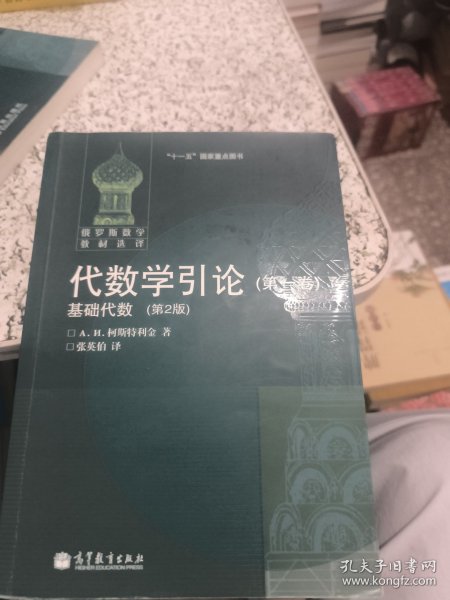 "十一五"国家重点图书
俄罗斯数学
教材选译
代数学引论(第一卷)
基础代数 (第2版)
□ А. И. 柯斯特利金 著
□ 张英伯 译
高等教育出版社
HIGHER EDUCATION PRESS
孔夫子旧书网
www.kongfz.com